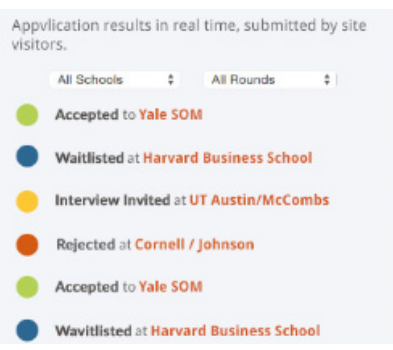 Appvlication results in real time, submitted by site
visitors.
All Schools All Rounds
Accepted to Yale SOM
Waitlisted at Harvard Business School
Interview Invited at UT Austin/McCombs
Rejected at Cornell / Johnson
Accepted to Yale SOM
Wavitlisted at Harvard Business School